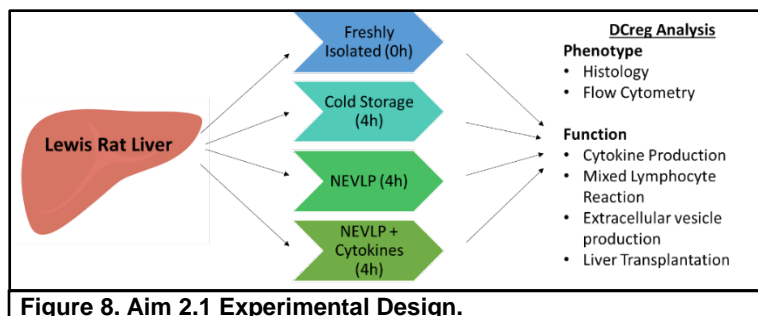 Lewis Rat Liver
Freshly
Isolated (0h)
Cold Storage
(4h)
NEVLP (4h)
NEVLP +
Cytokines
(4h)
DCreg Analysis
Phenotype
• Histology
• Flow Cytometry
Function
• Cytokine Production
• Mixed Lymphocyte
Reaction
• Extracellular vesicle
production
• Liver Transplantation
Figure 8. Aim 2.1 Experimental Design.